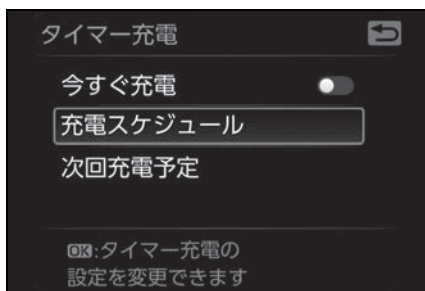 タイマー充電
今すぐ充電
充電スケジュール
次回充電予定
OK:タイマー充電の
設定を変更できます